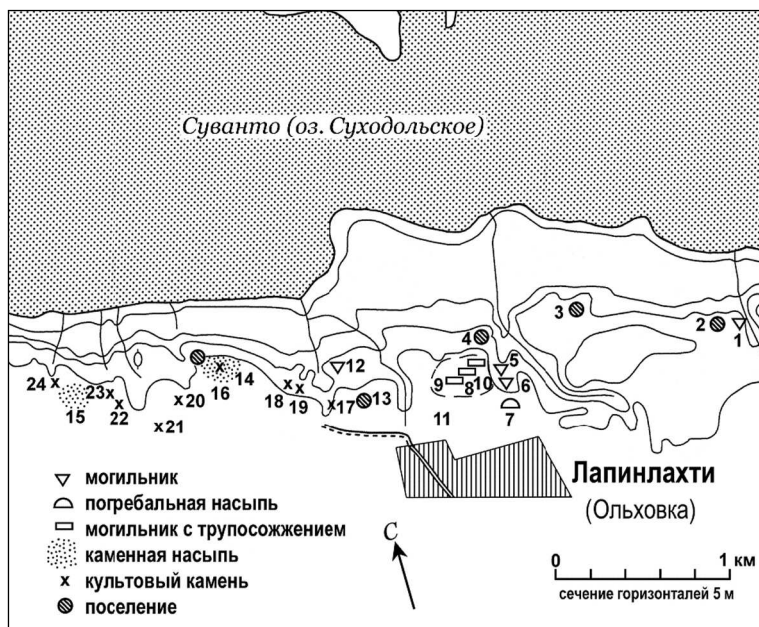 Суванто (оз. Суходольское)
3
2
1
4
5
12
24
14
16
9
8
10
6
23
18
19
15
22
20
17
13
7
21
11
Лапинлахти
(Ольховка)
могильник
погребальная насыпь
могильник с трупосожжением
каменная насыпь
культовый камень
поселение
С
0 1 км
сечение горизонталей 5 м